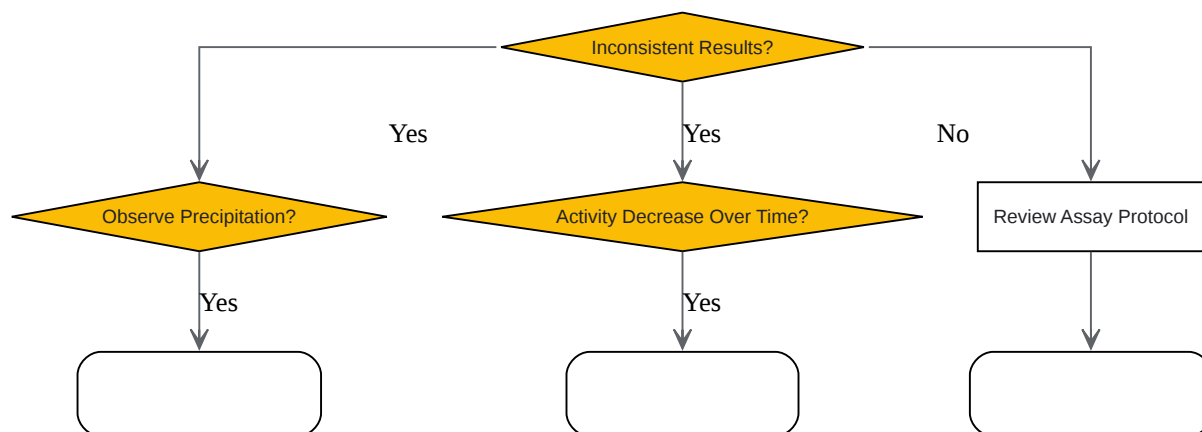 Inconsistent Results?
Yes
Yes
No
Observe Precipitation?
Activity Decrease Over Time?
Review Assay Protocol
Yes
Yes